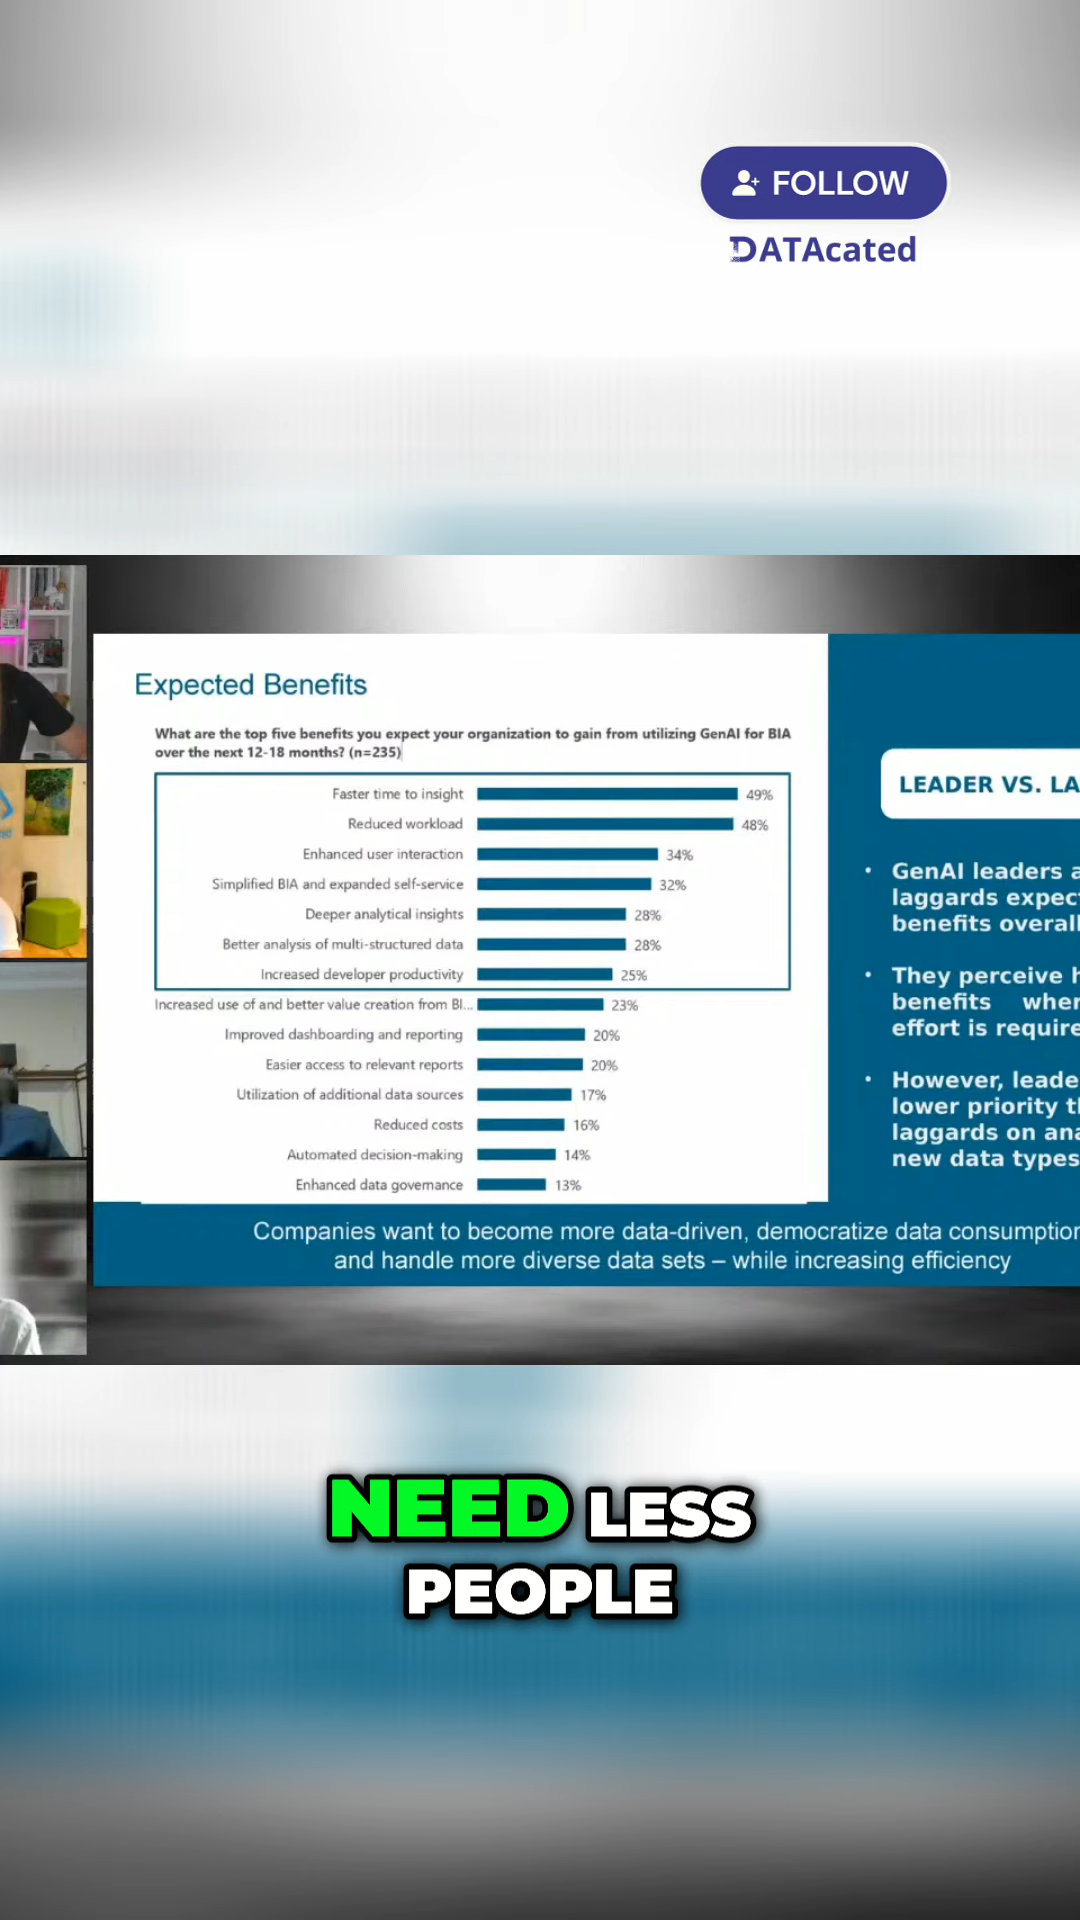 FOLLOW
DATAcated
Expected Benefits
What are the top five benefits you expect your organization to gain from utilizing GenAI for BIA
over the next 12-18 months? (n=235)
Faster time to insight 49%
Reduced workload 48%
Enhanced user interaction 34%
Simplified BIA and expanded self-service 32%
Deeper analytical insights 28%
Better analysis of multi-structured data 28%
Increased developer productivity 25%
Increased use of and better value creation from BI... 23%
Improved dashboarding and reporting 20%
Easier access to relevant reports 20%
Utilization of additional data sources 17%
Reduced costs 16%
Automated decision-making 14%
Enhanced data governance 13%
LEADER VS. LA
• GenAI leaders a
laggards expect
benefits overall
• They perceive h
benefits wher
effort is require
• However, leade
lower priority th
laggards on ana
new data types
Companies want to become more data-driven, democratize data consumption
and handle more diverse data sets – while increasing efficiency
NEED LESS
PEOPLE